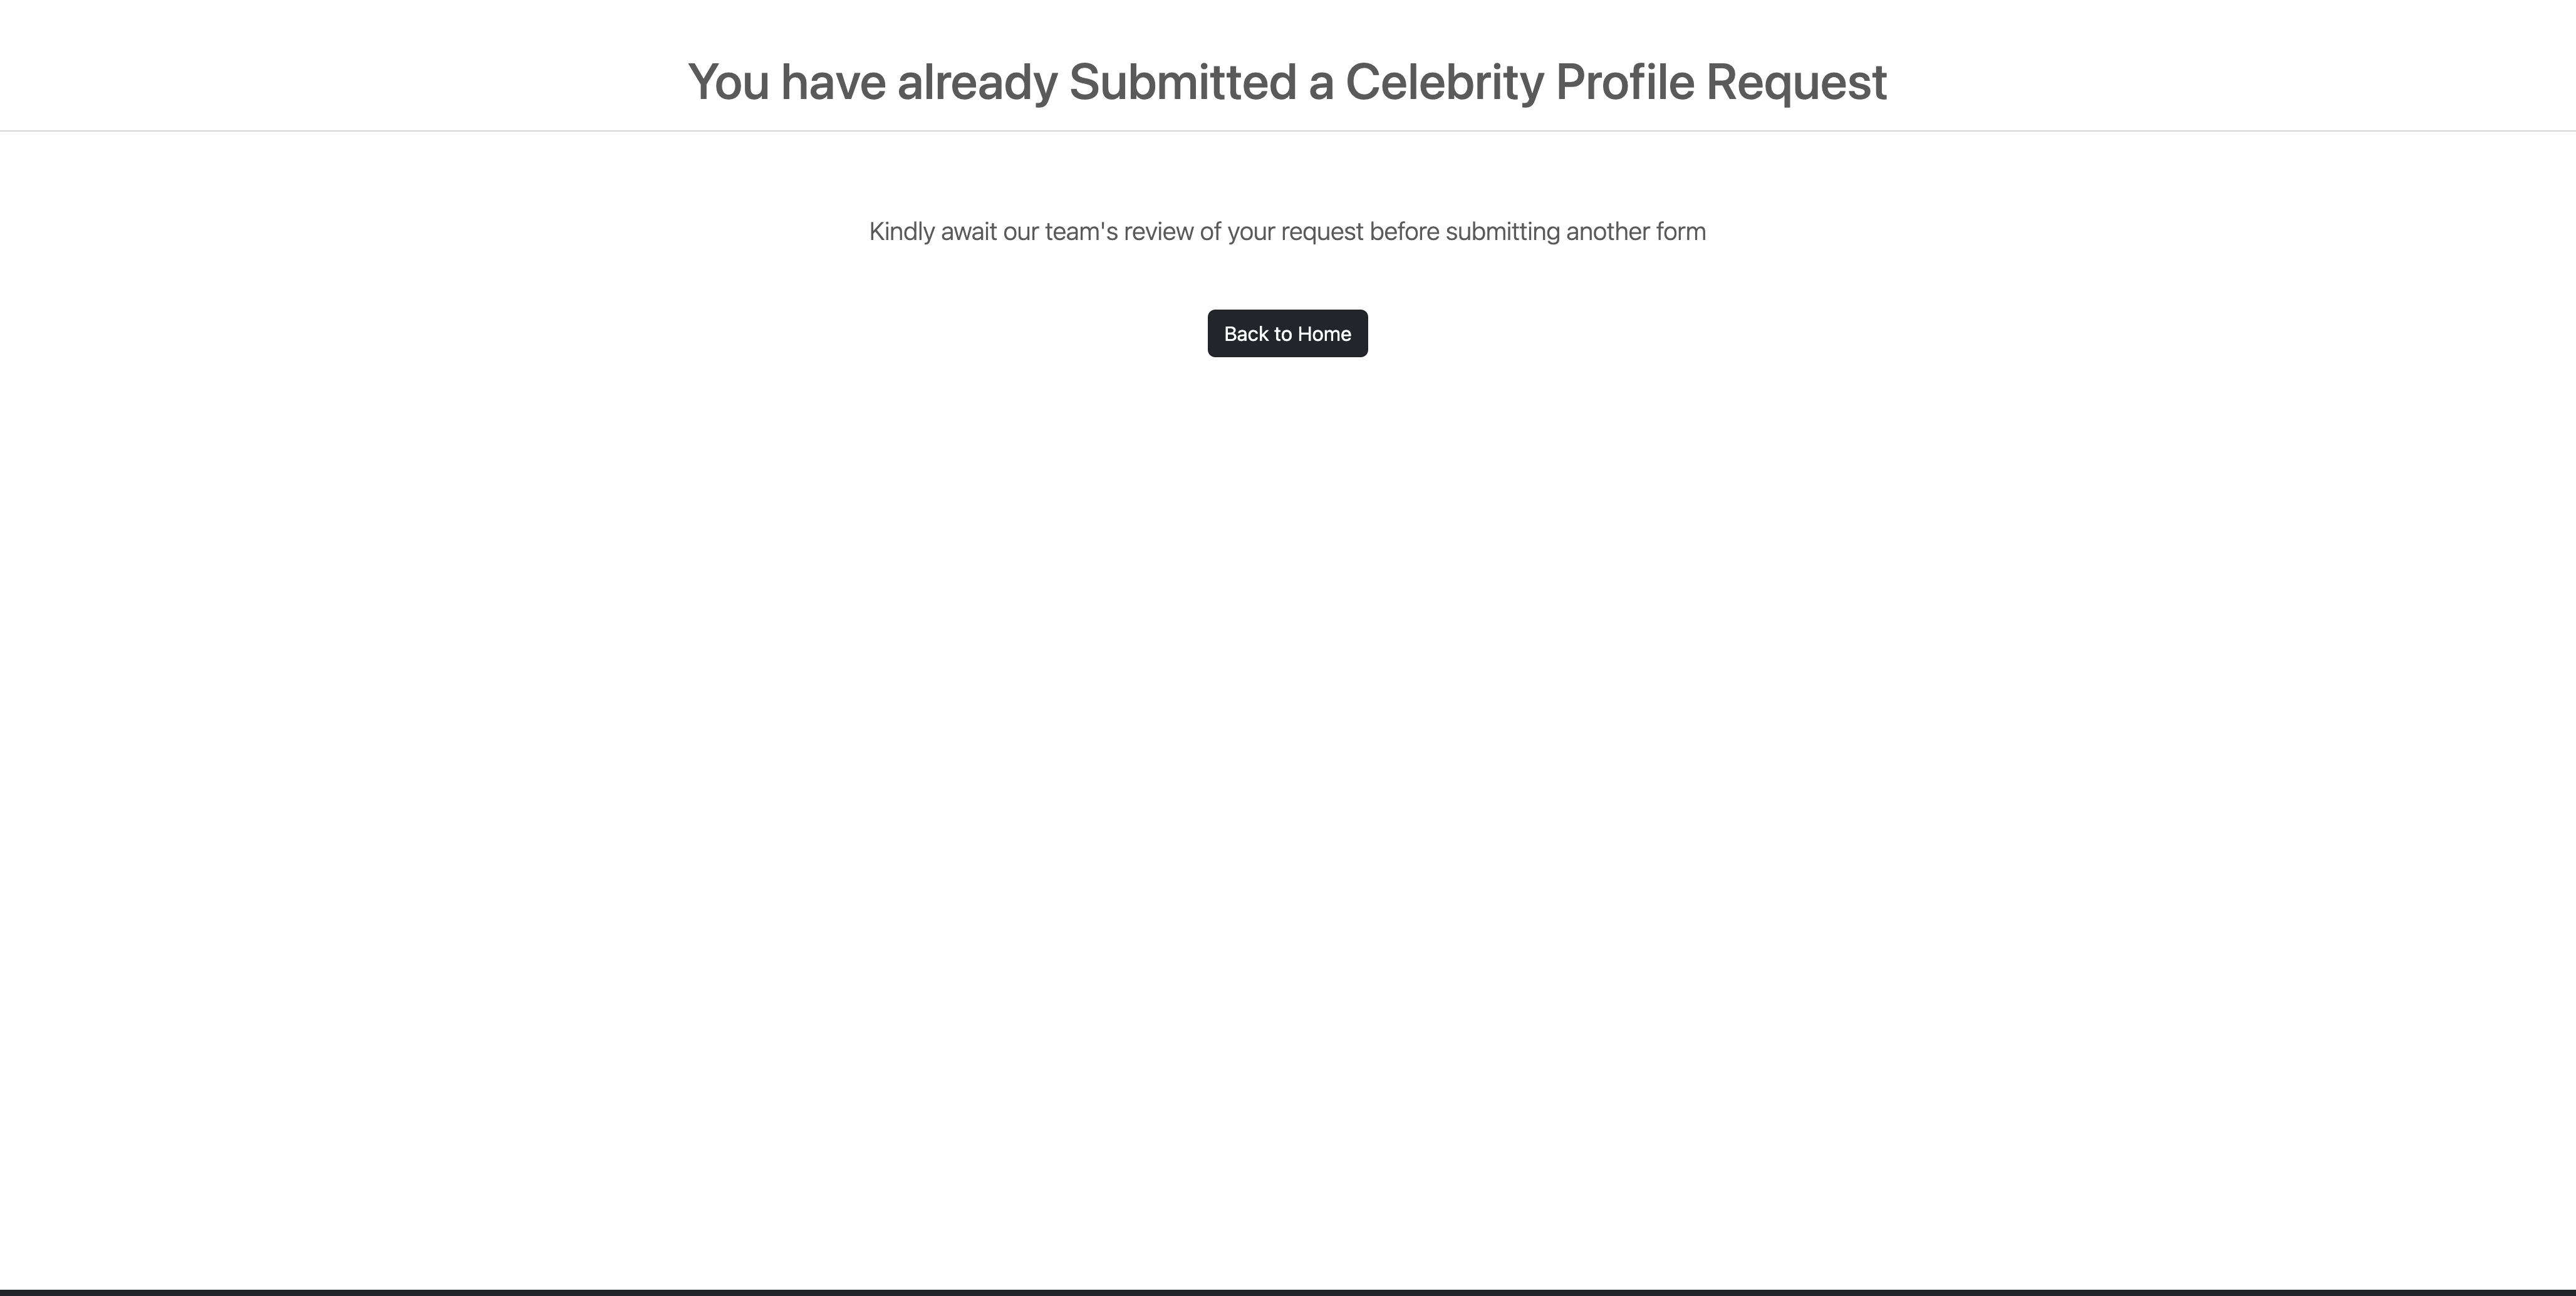 You have already Submitted a Celebrity Profile Request
Kindly await our team's review of your request before submitting another form
Back to Home